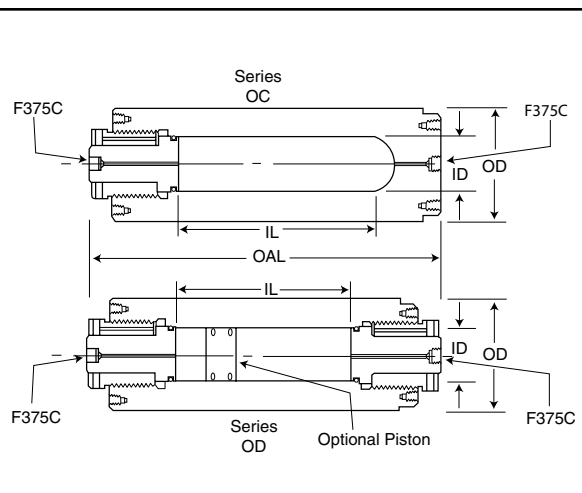 Series
OC
F375C
F375C
ID
OD
IL
OAL
IL
ID
OD
F375C
F375C
Series
OD
Optional Piston